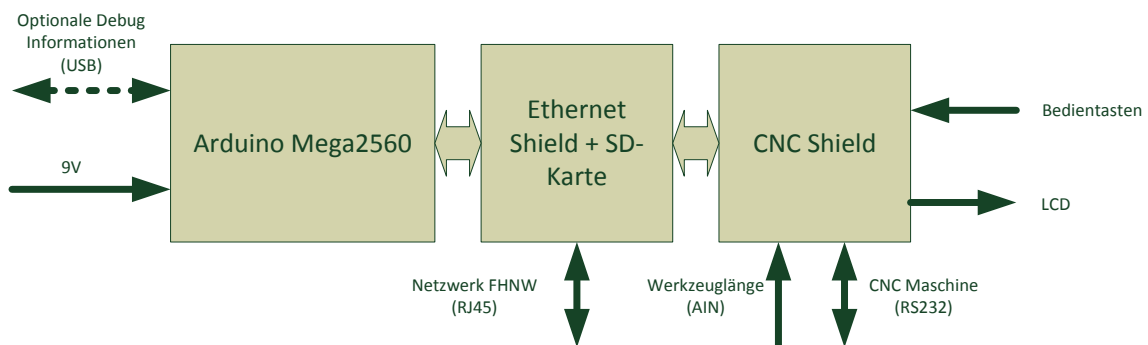 Optionale Debug
Informationen
(USB)
9V
Arduino Mega2560
Ethernet
Shield + SD-
Karte
CNC Shield
Bedientasten
LCD
Netzwerk FHNW
(RJ45)
Werkzeuglänge
(AIN)
CNC Maschine
(RS232)